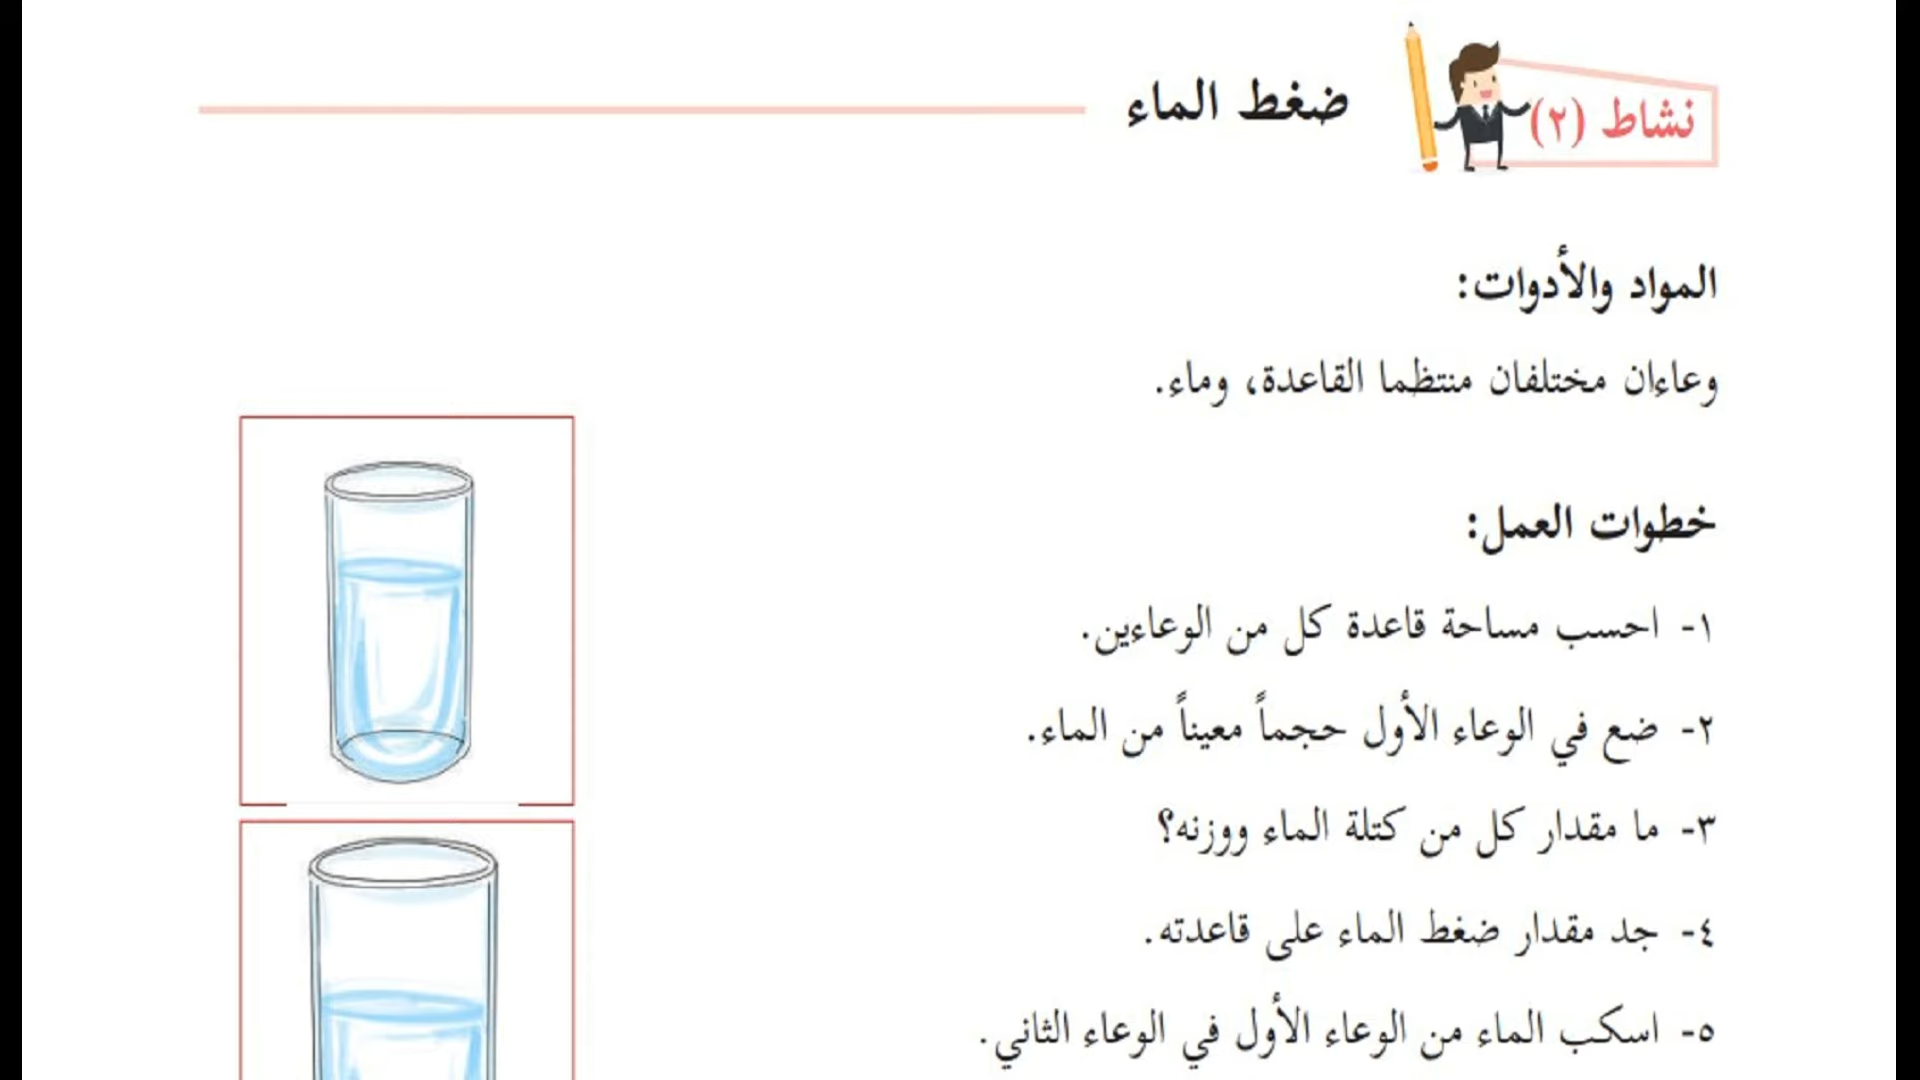 نشاط (٢)
ضغط الماء
المواد والأدوات:
وعاءان مختلفان منتظما القاعدة، وماء.
خطوات العمل:
١- احسب مساحة قاعدة كل من الوعاءين.
٢- ضع في الوعاء الأول حجماً معيناً من الماء.
٣- ما مقدار كل من كتلة الماء ووزنه؟
٤- جد مقدار ضغط الماء على قاعدته.
٥- اسكب الماء من الوعاء الأول في الوعاء الثاني.